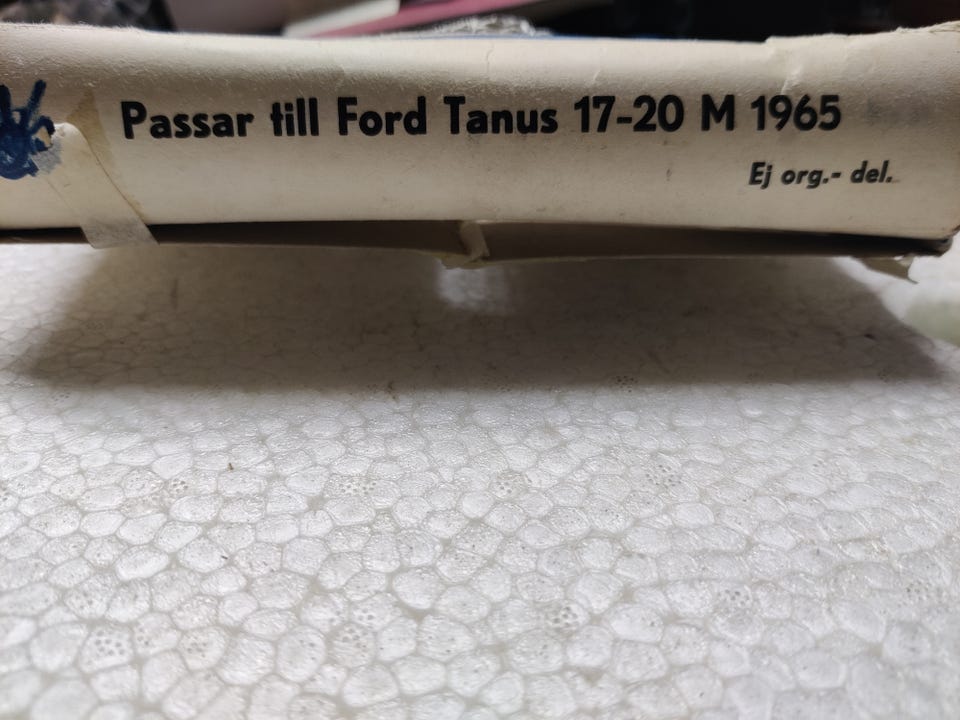 Passar till Ford Tanus 17-20 M 1965
Ej org.- del.